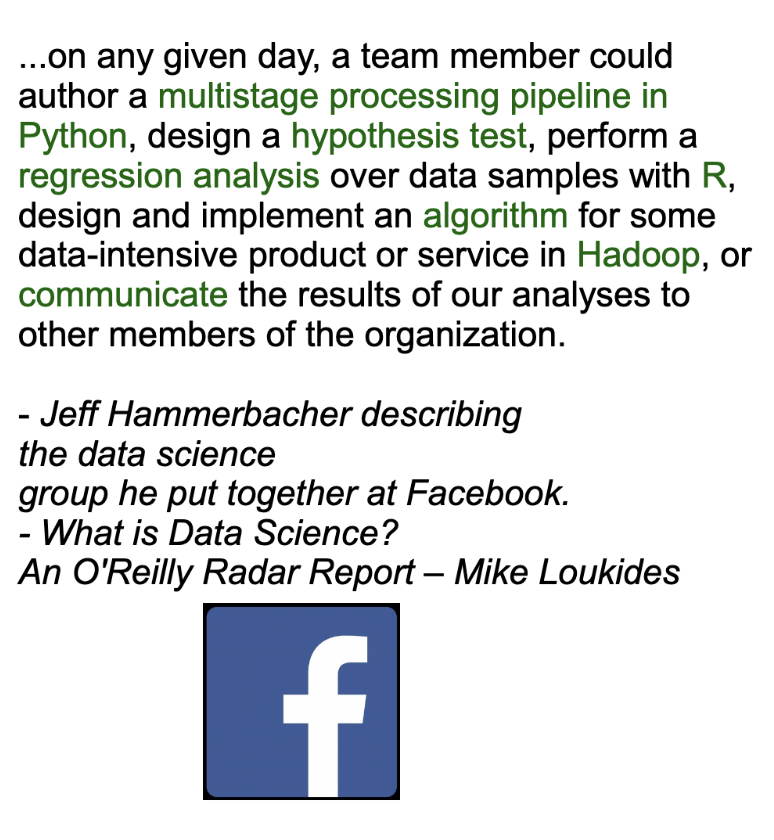 ...on any given day, a team member could
author a multistage processing pipeline in
Python, design a hypothesis test, perform a
regression analysis over data samples with R,
design and implement an algorithm for some
data-intensive product or service in Hadoop, or
communicate the results of our analyses to
other members of the organization.
- Jeff Hammerbacher describing
the data science
group he put together at Facebook.
- What is Data Science?
An O'Reilly Radar Report – Mike Loukides
f